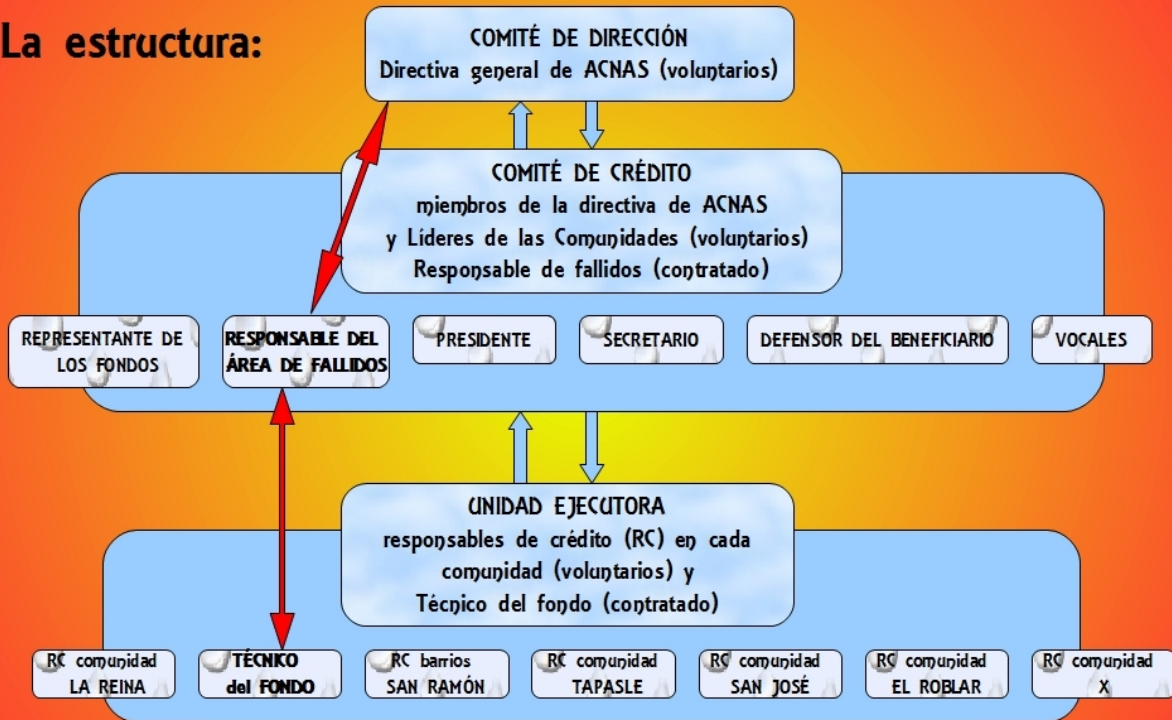 La estructura:
COMITÉ DE DIRECCIÓN
Directiva general de ACNAS (voluntarios)
COMITÉ DE CRÉDITO
miembros de la directiva de ACNAS
y Líderes de las Comunidades (voluntarios)
Responsable de fallidos (contratado)
REPRESENTANTE DE
LOS FONDOS
RESPONSABLE DEL
ÁREA DE FALLIDOS
PRESIDENTE
SECRETARIO
DEFENSOR DEL BENEFICIARIO
VOCALES
UNIDAD EJECUTORA
responsables de crédito (RC) en cada
comunidad (voluntarios) y
Técnico del fondo (contratado)
RC comunidad
LA REINA
TÉCNICO
del FONDO
RC barrios
SAN RAMÓN
RC comunidad
TAPASLE
RC comunidad
SAN JOSÉ
RC comunidad
EL ROBLAR
RC comunidad
X